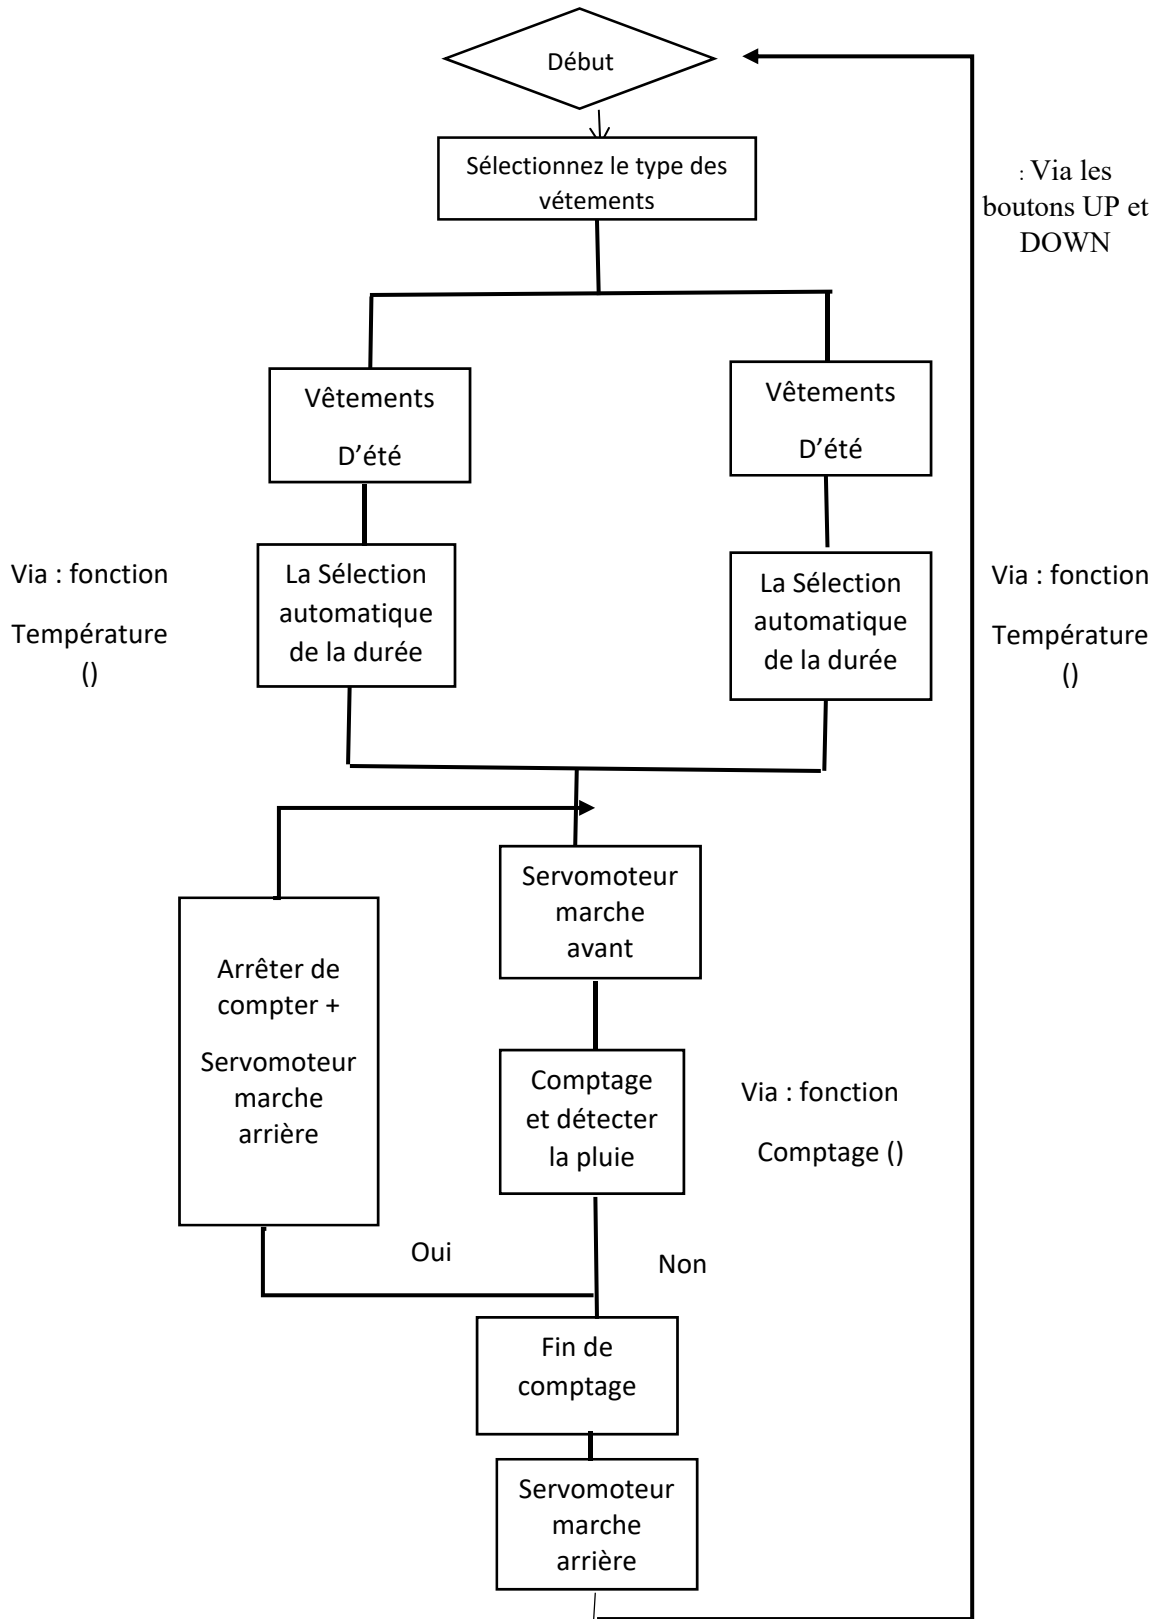 Début
Sélectionnez le type des
vétements
: Via les
boutons UP et
DOWN
Vêtements
D’été
Vêtements
D’été
Via : fonction
Température
()
La Sélection
automatique
de la durée
La Sélection
automatique
de la durée
Via : fonction
Température
()
Servomoteur
marche
avant
Arrêter de
compter +
Servomoteur
marche
arrière
Comptage
et détecter
la pluie
Via : fonction
Comptage ()
Oui
Non
Fin de
comptage
Servomoteur
marche
arrière